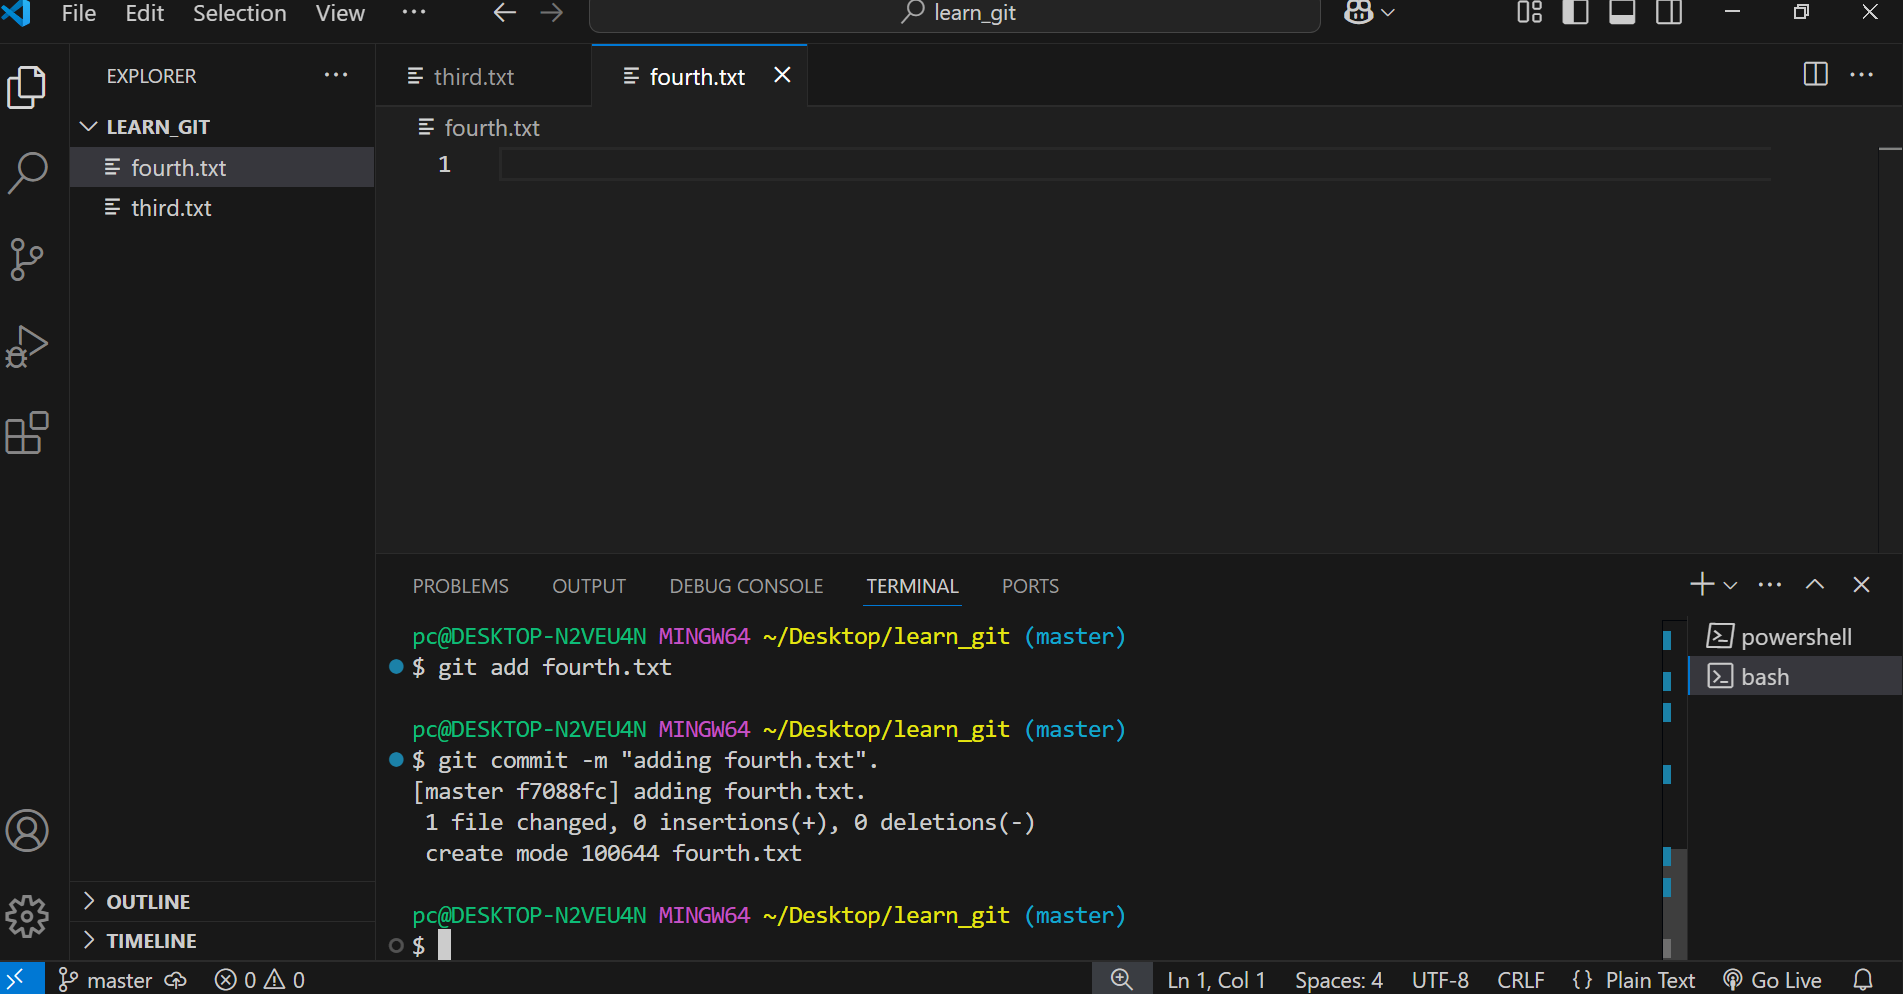 File Edit Selection View ··· learn_git
EXPLORER ···
LEARN_GIT
fourth.txt
third.txt
OUTLINE
TIMELINE
third.txt fourth.txt
fourth.txt
1
PROBLEMS OUTPUT DEBUG CONSOLE TERMINAL PORTS
pc@DESKTOP-N2VEU4N MINGW64 ~/Desktop/learn_git (master)
$ git add fourth.txt
pc@DESKTOP-N2VEU4N MINGW64 ~/Desktop/learn_git (master)
$ git commit -m "adding fourth.txt".
[master f7088fc] adding fourth.txt.
1 file changed, 0 insertions(+), 0 deletions(-)
create mode 100644 fourth.txt
pc@DESKTOP-N2VEU4N MINGW64 ~/Desktop/learn_git (master)
$
powershell
bash
master 0 0 Ln 1, Col 1 Spaces: 4 UTF-8 CRLF {} Plain Text Go Live